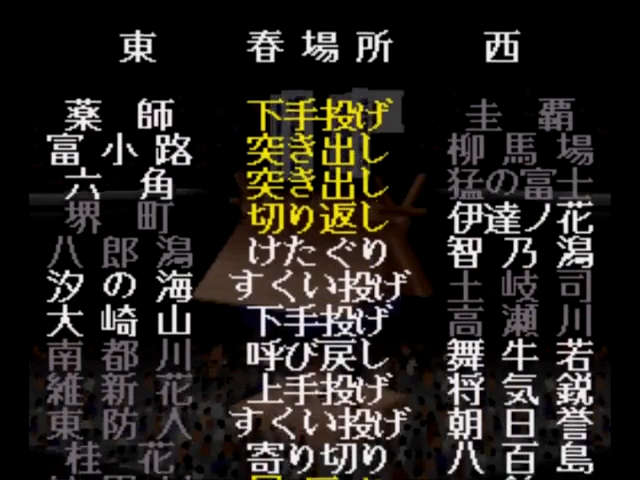 東 春場所 西
薬師 下手投げ 圭覇
富小路 突き出し 柳馬場
六角 突き出し 猛の富士
堺町 切り返し 伊達ノ花
八郎潟 けたぐり 智乃潟
汐の海 すくい投げ 土岐司
大崎山 下手投げ 高瀬川
南都川 呼び戻し 舞牛若
維新花 上手投げ 将気鋭
東防人 すくい投げ 朝日誉
桂花 寄り切り 八百島